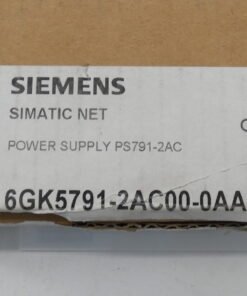 SIEMENS
SIMATIC NET
POWER SUPPLY PS791-2AC
6GK5791-2AC00-0AA